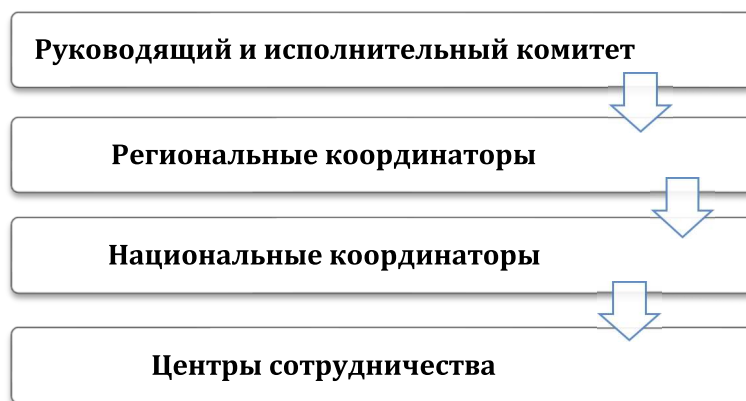 Руководящий и исполнительный комитет
Региональные координаторы
Национальные координаторы
Центры сотрудничества